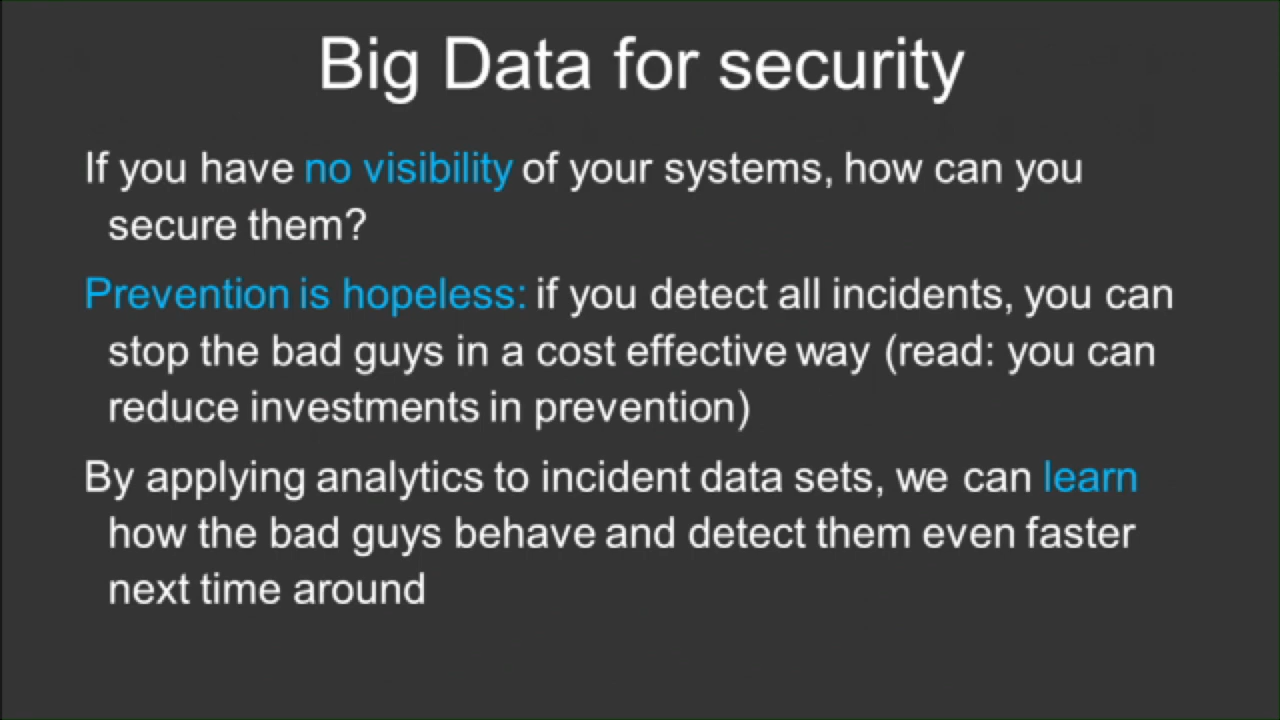 Big Data for security
If you have no visibility of your systems, how can you
secure them?
Prevention is hopeless: if you detect all incidents, you can
stop the bad guys in a cost effective way (read: you can
reduce investments in prevention)
By applying analytics to incident data sets, we can learn
how the bad guys behave and detect them even faster
next time around